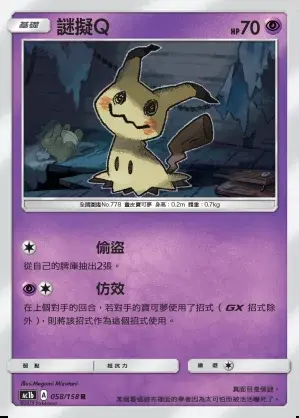 基礎 謎擬Q HP70
全國圖鑑No.778 畫皮寶可夢 身高:0.2m 體重:0.7kg
偷盜
從自己的牌庫抽出2張。
仿效
在上個對手的回合,若對手的寶可夢使用了招式(GX招式除
外),則將該招式作為這個招式使用。
弱點 抵抗力 撤退
Illus.Megumi Mizutani
AC1b A 058/158 R